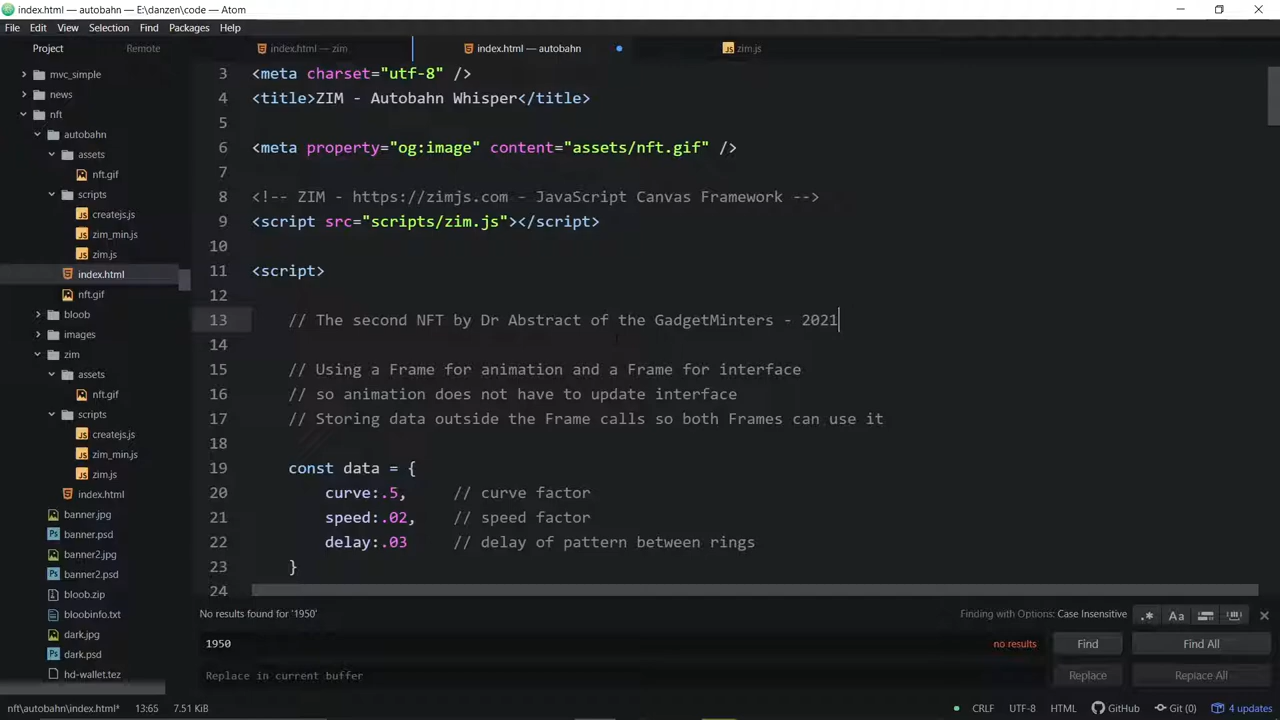 index.html — autobahn — E:\danzen\code — Atom
File Edit View Selection Find Packages Help
Project Remote
index.html — zim
index.html — autobahn
zim.js
mvc_simple
news
nft
autobahn
assets
nft.gif
scripts
createjs.js
zim_min.js
zim.js
index.html
nft.gif
bloob
images
zim
assets
nft.gif
scripts
createjs.js
zim_min.js
zim.js
index.html
banner.jpg
banner.psd
banner2.jpg
banner2.psd
bloob.zip
bloobinfo.txt
dark.jpg
dark.psd
hd-wallet.tez
3 <meta charset="utf-8" />
4 <title>ZIM - Autobahn Whisper</title>
5
6 <meta property="og:image" content="assets/nft.gif" />
7
8 <!-- ZIM - https://zimjs.com - JavaScript Canvas Framework -->
9 <script src="scripts/zim.js"></script>
10
11 <script>
12
13 // The second NFT by Dr Abstract of the GadgetMinters - 2021
14
15 // Using a Frame for animation and a Frame for interface
16 // so animation does not have to update interface
17 // Storing data outside the Frame calls so both Frames can use it
18
19 const data = {
20 curve:.5, // curve factor
21 speed:.02, // speed factor
22 delay:.03 // delay of pattern between rings
23 }
24
No results found for '1950' Finding with Options: Case Insensitive .* Aa
1950 no results Find Find All
Replace in current buffer Replace Replace All
nft\autobahn\index.html* 13:65 7.51 KiB CRLF UTF-8 HTML GitHub Git (0) 4 updates